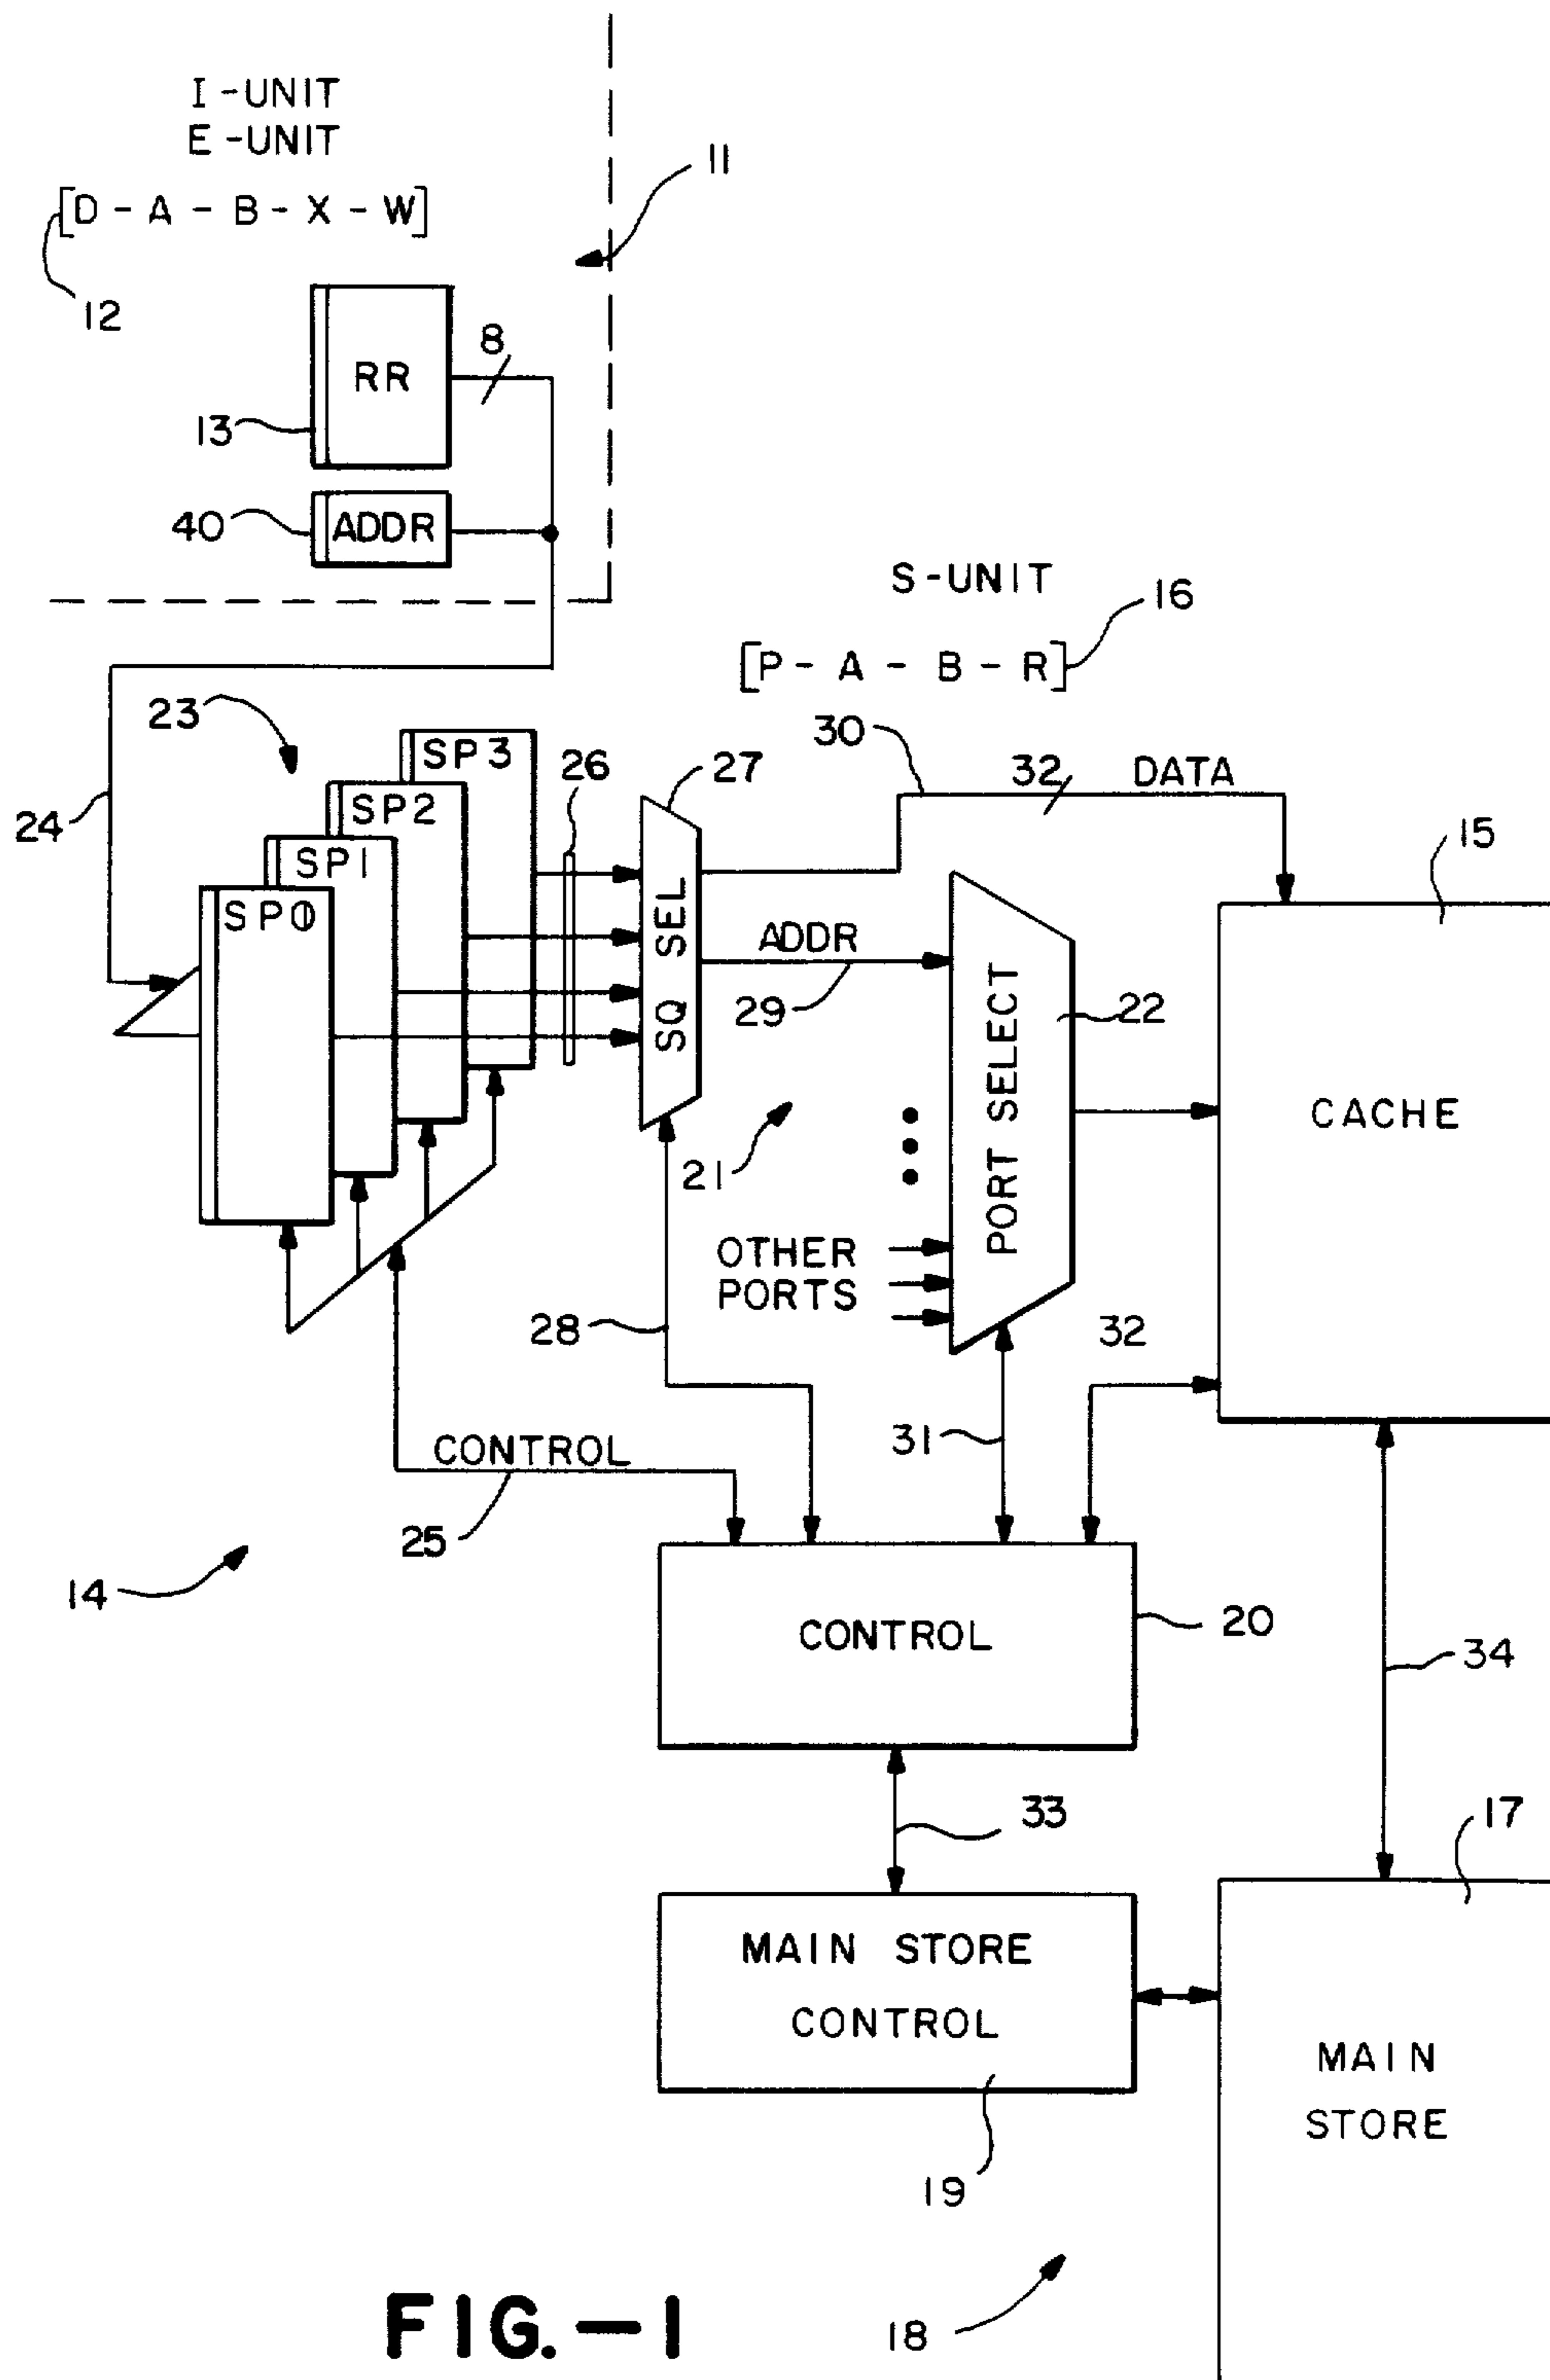 I-UNIT
E-UNIT
[D - A - B - X - W]
11
12
8
RR
13
40
ADDR
S-UNIT
16
[P - A - B - R]
23
30
SP3
26
27
32
DATA
24
SP2
15
SP1
SP0
SQ SEL
ADDR
29
PORT SELECT
22
CACHE
21
OTHER
PORTS
28
32
31
CONTROL
25
14
CONTROL
20
34
33
17
MAIN STORE
CONTROL
MAIN
STORE
19
18
FIG.-1